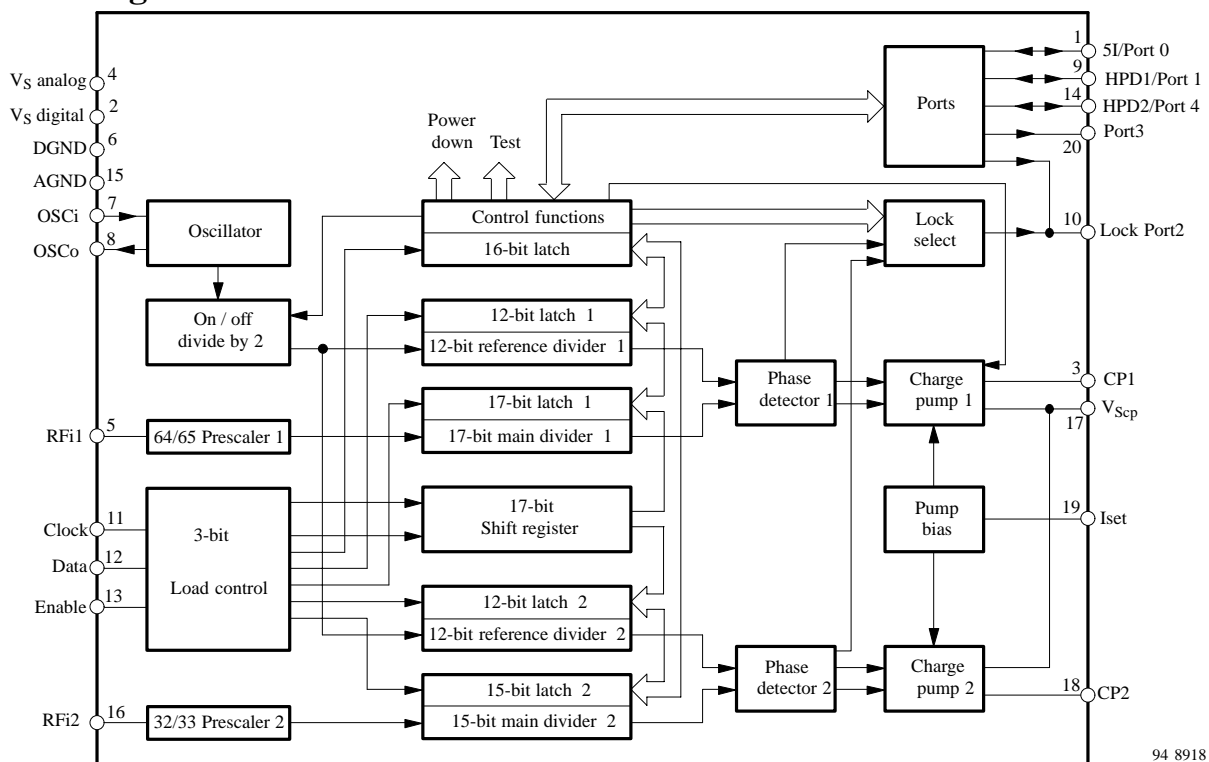 1
5I/Port 0
9
HPD1/Port 1
14
HPD2/Port 4
Port3
20
Ports
4
VS analog
2
VS digital
6
DGND
15
AGND
7
OSCi
8
OSCo
Power
down
Test
Oscillator
Control functions
16-bit latch
Lock
select
10
Lock Port2
On / off
divide by 2
12-bit latch 1
12-bit reference divider 1
Phase
detector 1
Charge
pump 1
3
CP1
VScp
17
17-bit latch 1
17-bit main divider 1
5
RFi1
64/65 Prescaler 1
11
Clock
12
Data
13
Enable
3-bit
Load control
17-bit
Shift register
Pump
bias
19
Iset
12-bit latch 2
12-bit reference divider 2
Phase
detector 2
Charge
pump 2
18
CP2
15-bit latch 2
15-bit main divider 2
16
RFi2
32/33 Prescaler 2
94 8918